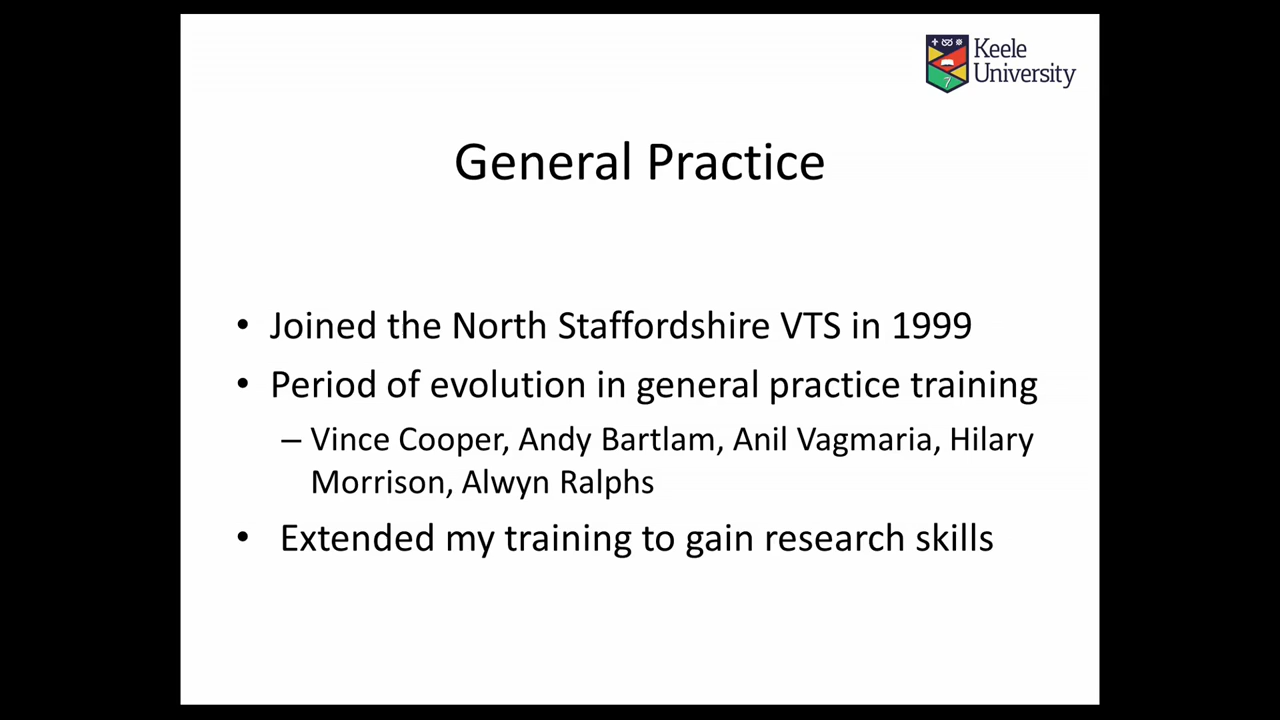 Keele
University
General Practice
• Joined the North Staffordshire VTS in 1999
• Period of evolution in general practice training
– Vince Cooper, Andy Bartlam, Anil Vagmaria, Hilary
Morrison, Alwyn Ralphs
• Extended my training to gain research skills